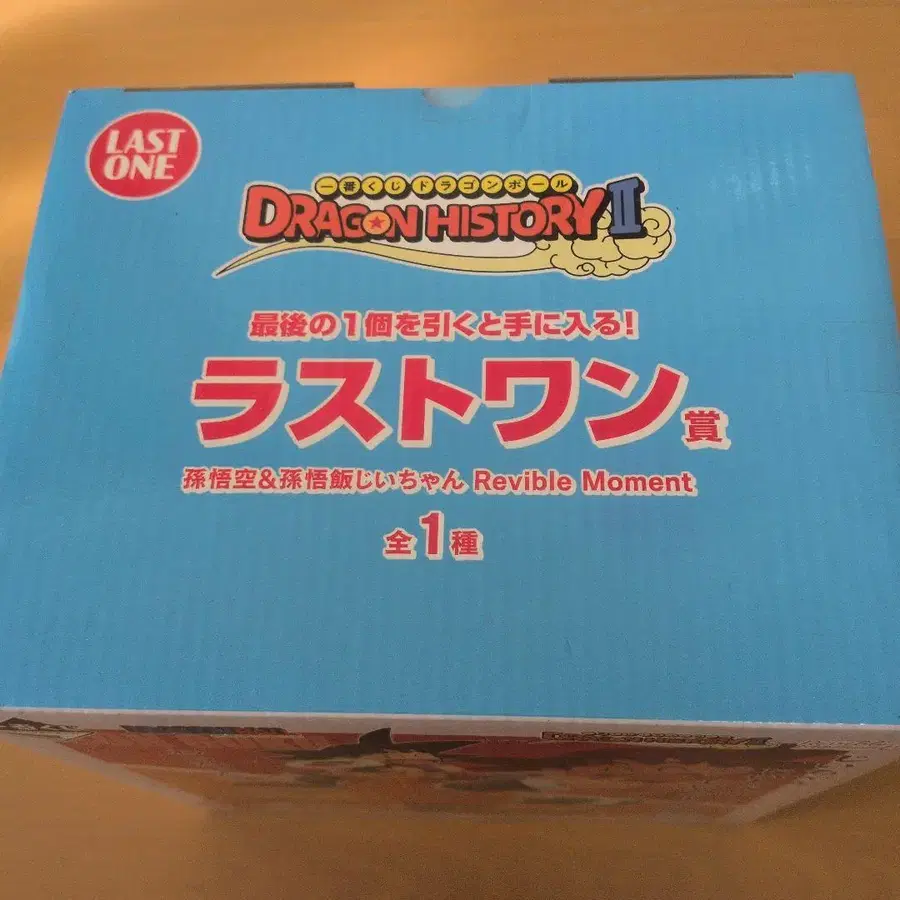 LAST
ONE
一番くじ ドラゴンボール
DRAGON HISTORY II
最後の1個を引くと手に入る!
ラストワン賞
孫悟空&孫悟飯じいちゃん Revible Moment
全1種